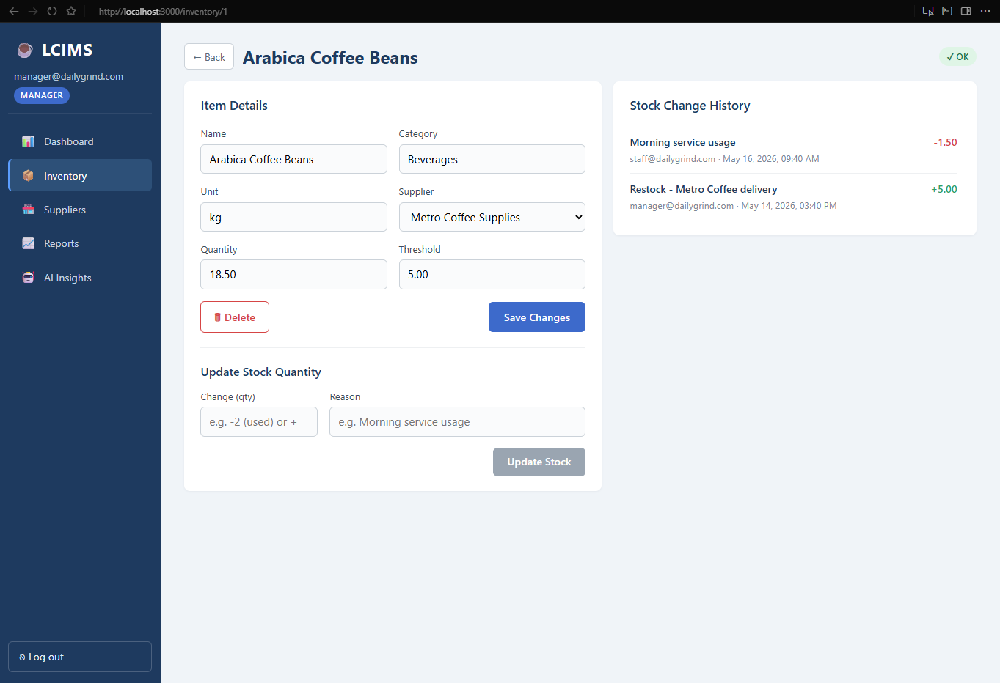 http://localhost:3000/inventory/1
LCIMS
manager@dailygrind.com
MANAGER
Dashboard
Inventory
Suppliers
Reports
AI Insights
Log out
← Back
Arabica Coffee Beans
✓ OK
Item Details
Name
Category
Arabica Coffee Beans
Beverages
Unit
Supplier
kg
Metro Coffee Supplies
Quantity
Threshold
18.50
5.00
Delete
Save Changes
Update Stock Quantity
Change (qty)
Reason
e.g. -2 (used) or +
e.g. Morning service usage
Update Stock
Stock Change History
Morning service usage
-1.50
staff@dailygrind.com · May 16, 2026, 09:40 AM
Restock - Metro Coffee delivery
+5.00
manager@dailygrind.com · May 14, 2026, 03:40 PM